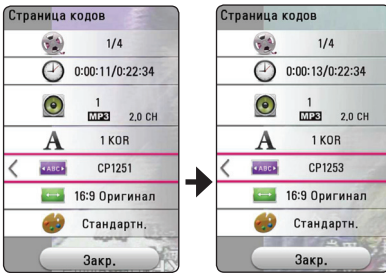 Страница кодов
1/4
0:00:11/0:22:34
1
MP3 2,0 CH
A 1 KOR
ABC CP1251
16:9 Оригинал
Стандартн.
Закр.
Страница кодов
1/4
0:00:13/0:22:34
1
MP3 2,0 CH
A 1 KOR
ABC CP1253
16:9 Оригинал
Стандартн.
Закр.